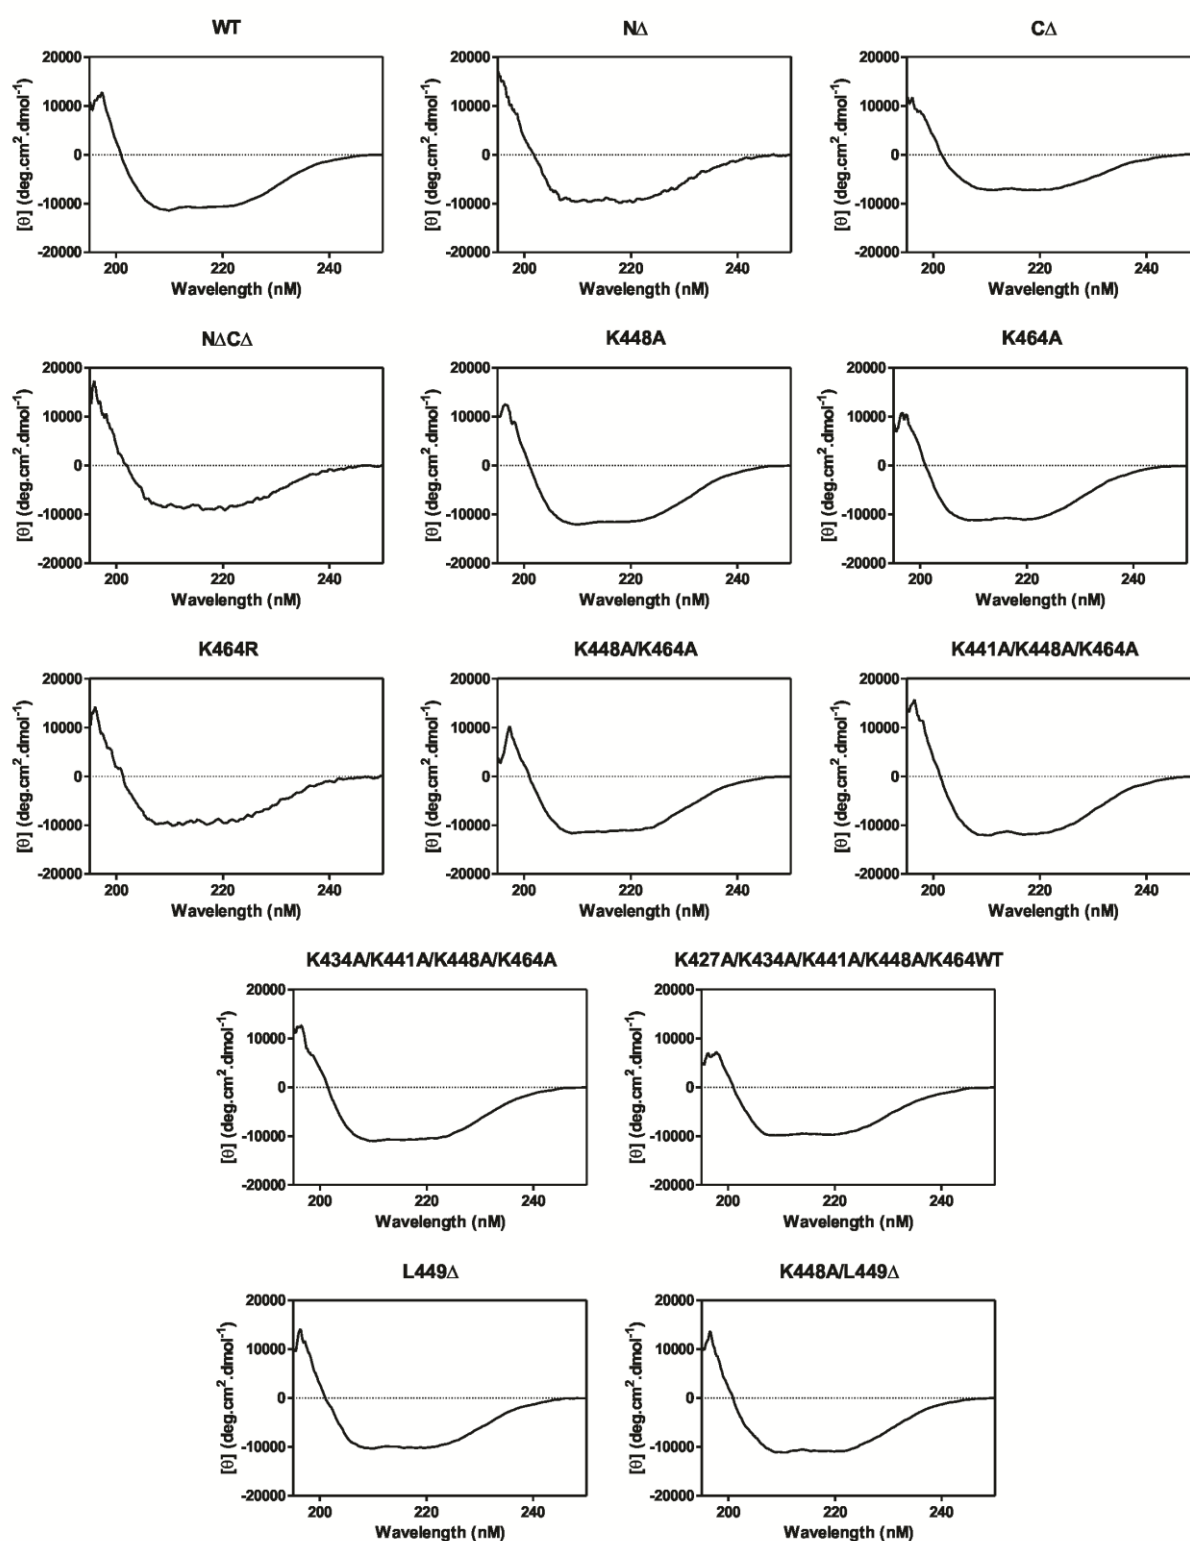 WT NΔ CΔ
20000 20000 20000
10000 10000 10000
0 0 0
-10000 -10000 -10000
-20000 -20000 -20000
[θ] (deg.cm².dmol⁻¹) [θ] (deg.cm².dmol⁻¹) [θ] (deg.cm².dmol⁻¹)
200 220 240 200 220 240 200 220 240
Wavelength (nM) Wavelength (nM) Wavelength (nM)
NΔCΔ K448A K464A
20000 20000 20000
10000 10000 10000
0 0 0
-10000 -10000 -10000
-20000 -20000 -20000
[θ] (deg.cm².dmol⁻¹) [θ] (deg.cm².dmol⁻¹) [θ] (deg.cm².dmol⁻¹)
200 220 240 200 220 240 200 220 240
Wavelength (nM) Wavelength (nM) Wavelength (nM)
K464R K448A/K464A K441A/K448A/K464A
20000 20000 20000
10000 10000 10000
0 0 0
-10000 -10000 -10000
-20000 -20000 -20000
[θ] (deg.cm².dmol⁻¹) [θ] (deg.cm².dmol⁻¹) [θ] (deg.cm².dmol⁻¹)
200 220 240 200 220 240 200 220 240
Wavelength (nM) Wavelength (nM) Wavelength (nM)
K434A/K441A/K448A/K464A K427A/K434A/K441A/K448A/K464WT
20000 20000
10000 10000
0 0
-10000 -10000
-20000 -20000
[θ] (deg.cm².dmol⁻¹) [θ] (deg.cm².dmol⁻¹)
200 220 240 200 220 240
Wavelength (nM) Wavelength (nM)
L449Δ K448A/L449Δ
20000 20000
10000 10000
0 0
-10000 -10000
-20000 -20000
[θ] (deg.cm².dmol⁻¹) [θ] (deg.cm².dmol⁻¹)
200 220 240 200 220 240
Wavelength (nM) Wavelength (nM)